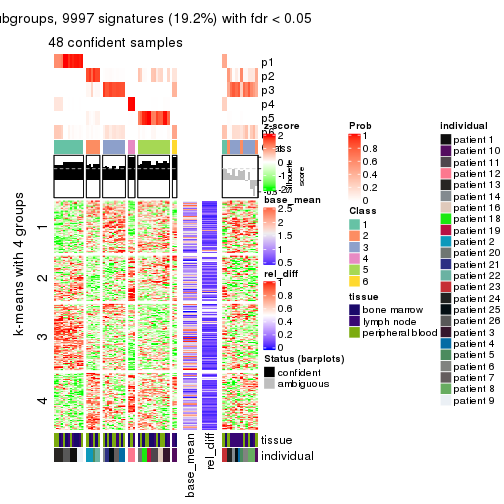 ubgroups, 9997 signatures (19.2%) with fdr < 0.05
48 confident samples
p1
p2
p3
p4
p5
k-means with 4 groups
1
2
3
4
base_mean
rel_diff
tissue
individual
z-score
2
1
0
-1
-2
silhouette
score
base_mean
2.5
2
1.5
1
0.5
rel_diff
1
0.8
0.6
0.4
0.2
0
Status (barplots)
confident
ambiguous
Prob
1
0.8
0.6
0.4
0.2
0
Class
1
2
3
4
5
6
tissue
bone marrow
lymph node
peripheral blood
individual
patient 1
patient 10
patient 11
patient 12
patient 13
patient 14
patient 16
patient 18
patient 19
patient 2
patient 20
patient 21
patient 22
patient 23
patient 24
patient 25
patient 26
patient 3
patient 4
patient 5
patient 6
patient 7
patient 8
patient 9